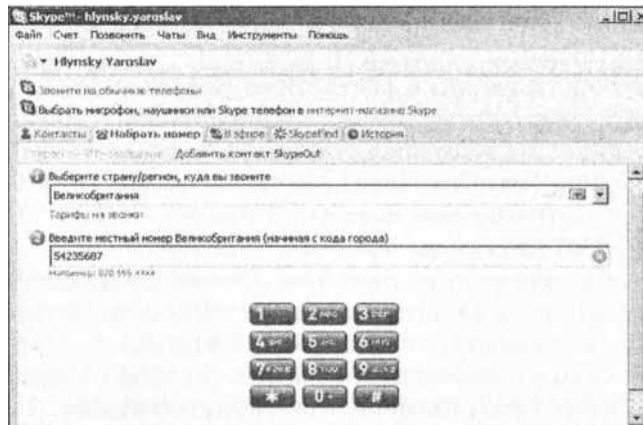 Skype™ - hlynsky.yaroslav
Файл Счет Позвонить Чаты Вид Инструменты Помощь
Hlynsky Yaroslav
Звоните на обычные телефоны
Выбрать микрофон, наушники или Skype телефон в интернет-магазине Skype
Контакты Набрать номер В эфире SkypeFind История
Добавить контакт SkypeOut
1 Выберите страну/регион, куда вы звоните
Великобритания
Тарифы на звонки
2 Введите местный номер Великобритания (начиная с кода города)
54235687
Например: 020 555
1 2 3
4 5 6
7 8 9
* 0 #